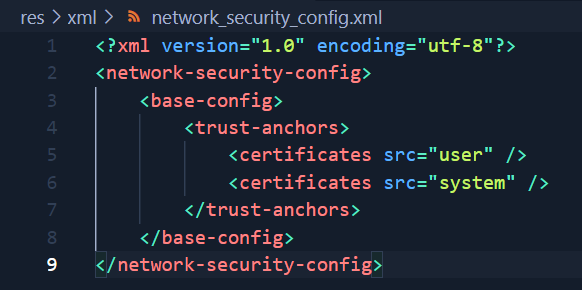 res > xml > network_security_config.xml
1 <?xml version="1.0" encoding="utf-8"?>
2 <network-security-config>
3     <base-config>
4         <trust-anchors>
5             <certificates src="user" />
6             <certificates src="system" />
7         </trust-anchors>
8     </base-config>
9 </network-security-config>